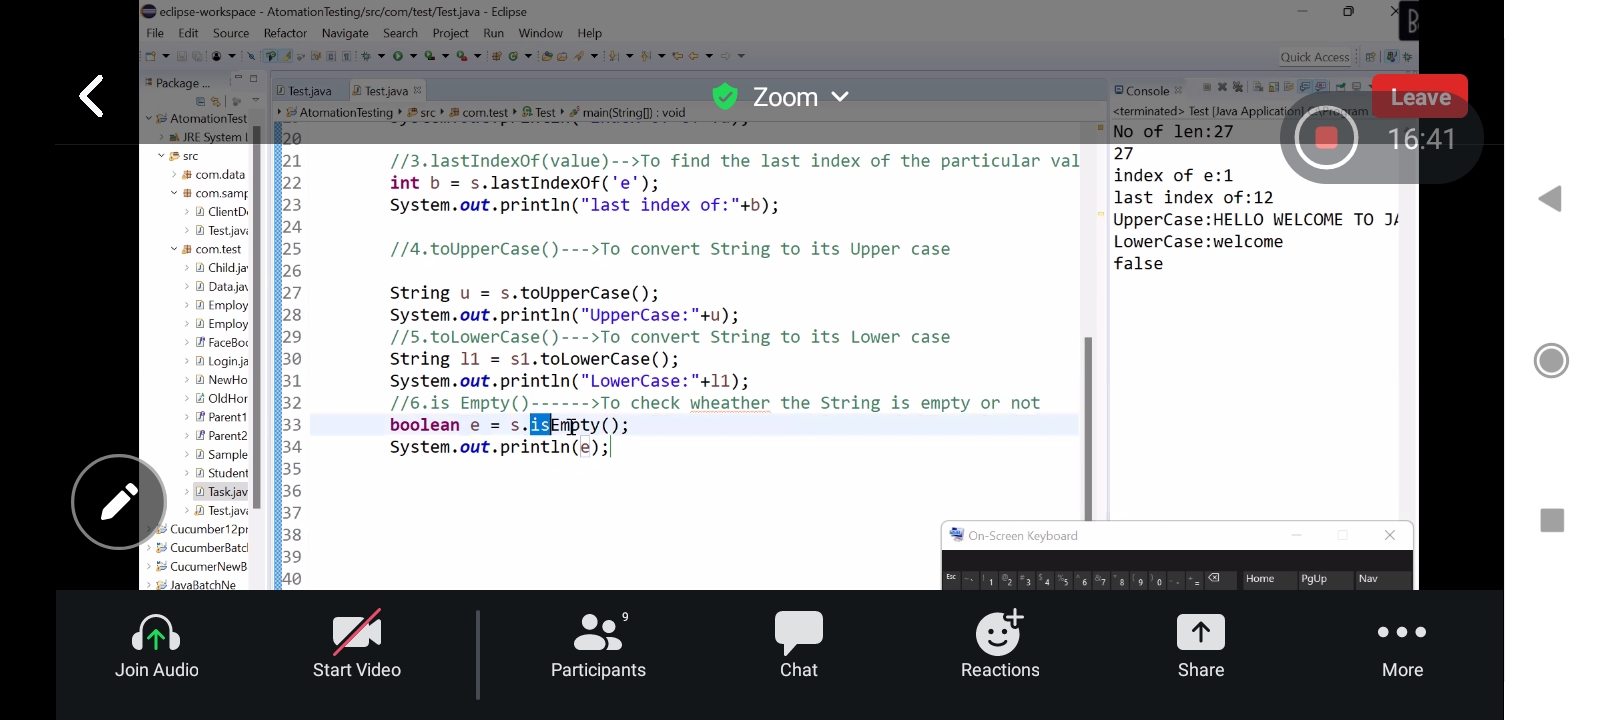 eclipse-workspace - AtomationTesting/src/com/test/Test.java - Eclipse
File Edit Source Refactor Navigate Search Project Run Window Help
Quick Access
Package ...
Test.java
Test.java
Console
Zoom
Leave
16:41
AtomationTesting src com.test Test main(String[]) : void
<terminated> Test [Java Application] C:\Program
AtomationTest
JRE System
src
com.data
com.samp
ClientD
Test.java
com.test
Child.ja
Data.jav
Employ
Employ
FaceBoo
Login.ja
NewHo
OldHor
Parent1
Parent2
Sample
Student
Task.jav
Test.java
Cucumber12pr
CucumberBatcl
CucumerNewB
JavaBatchNe
20
21 //3.lastIndexOf(value)-->To find the last index of the particular val
22 int b = s.lastIndexOf('e');
23 System.out.println("last index of:"+b);
24
25 //4.toUpperCase()--->To convert String to its Upper case
26
27 String u = s.toUpperCase();
28 System.out.println("UpperCase:"+u);
29 //5.toLowerCase()--->To convert String to its Lower case
30 String l1 = s1.toLowerCase();
31 System.out.println("LowerCase:"+l1);
32 //6.is Empty()------>To check wheather the String is empty or not
33 boolean e = s.isEmpty();
34 System.out.println(e);
35
36
37
38
39
40
No of len:27
27
index of e:1
last index of:12
UpperCase:HELLO WELCOME TO JA
LowerCase:welcome
false
On-Screen Keyboard
Esc
Home PgUp Nav
Join Audio
Start Video
Participants
9
Chat
Reactions
Share
More